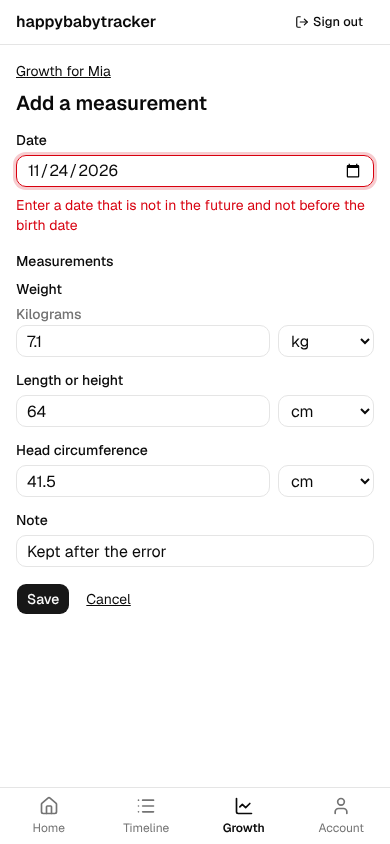 happybabytracker
Sign out
Growth for Mia
Add a measurement
Date
11/24/2026
Enter a date that is not in the future and not before the
birth date
Measurements
Weight
Kilograms
7.1 kg
Length or height
64 cm
Head circumference
41.5 cm
Note
Kept after the error
Save Cancel
Home Timeline Growth Account